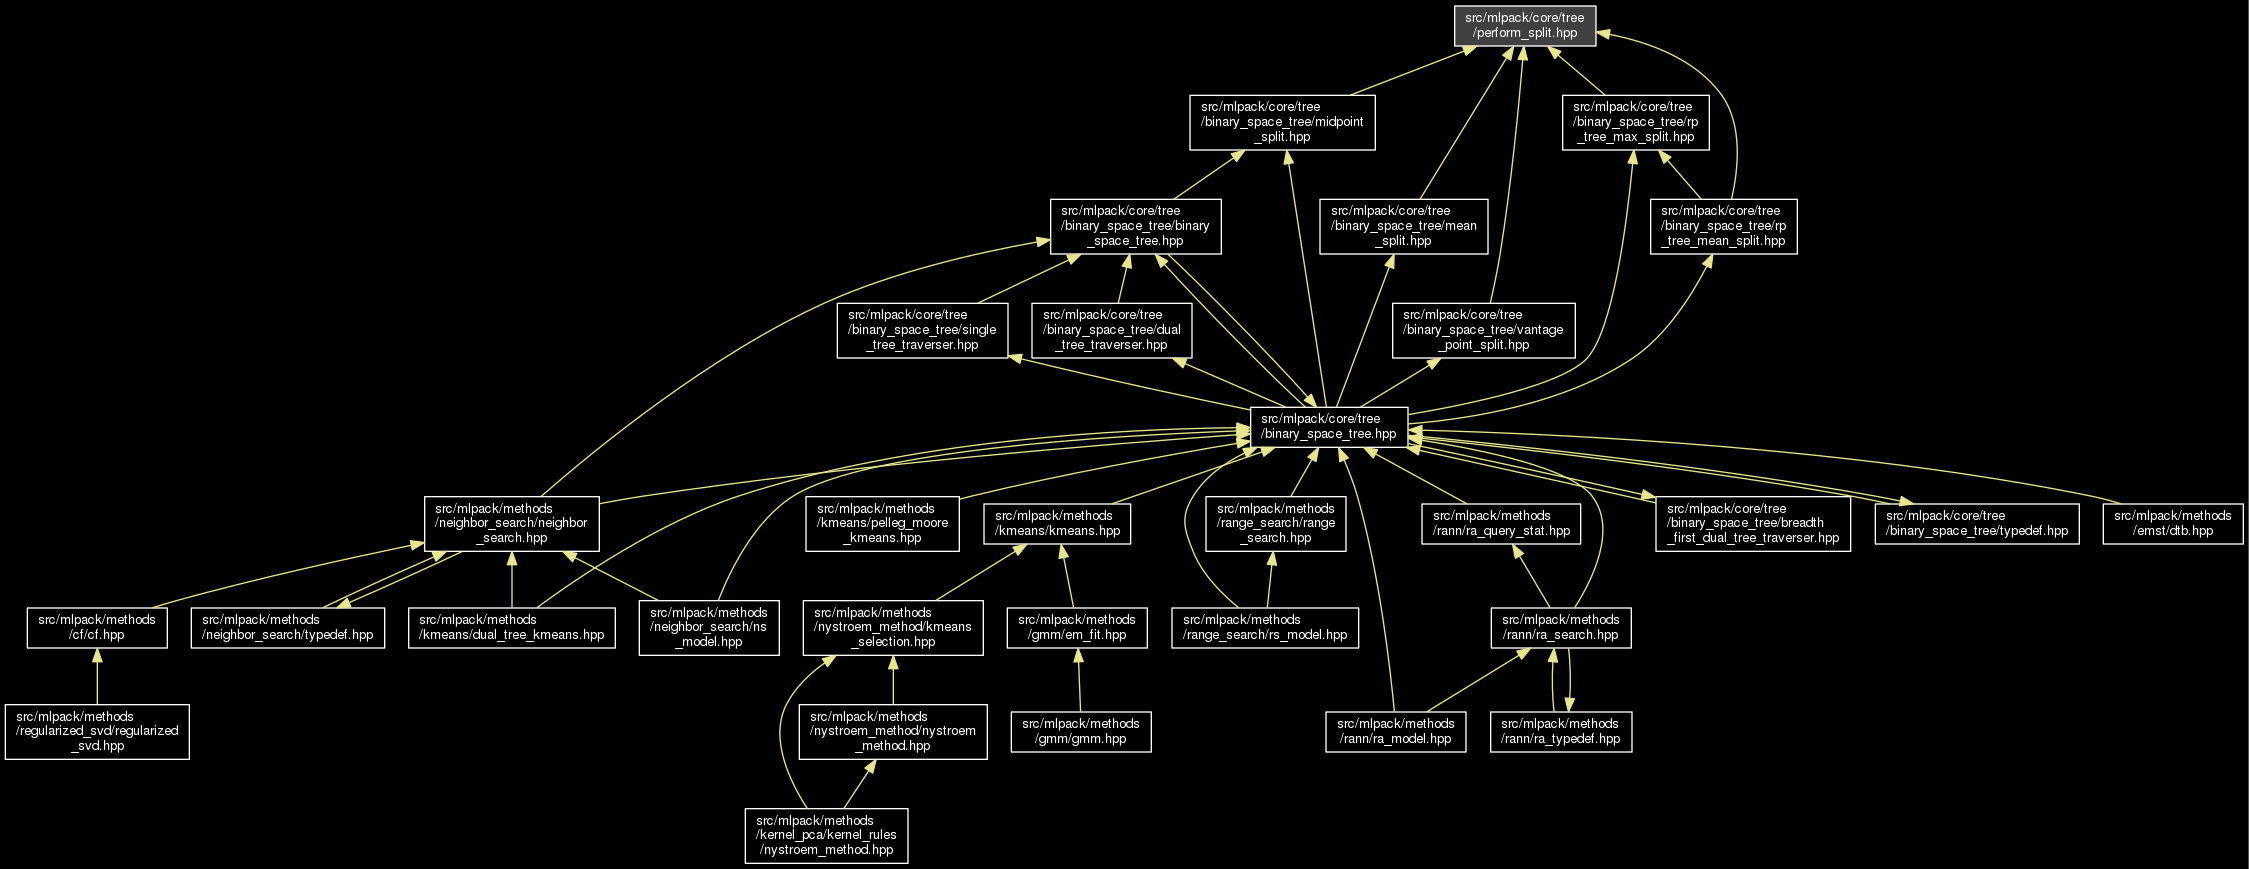 src/mlpack/core/tree
/perform_split.hpp
src/mlpack/core/tree
/binary_space_tree/midpoint
_split.hpp
src/mlpack/core/tree
/binary_space_tree/rp
_tree_max_split.hpp
src/mlpack/core/tree
/binary_space_tree/binary
_space_tree.hpp
src/mlpack/core/tree
/binary_space_tree/mean
_split.hpp
src/mlpack/core/tree
/binary_space_tree/rp
_tree_mean_split.hpp
src/mlpack/core/tree
/binary_space_tree/single
_tree_traverser.hpp
src/mlpack/core/tree
/binary_space_tree/dual
_tree_traverser.hpp
src/mlpack/core/tree
/binary_space_tree/vantage
_point_split.hpp
src/mlpack/core/tree
/binary_space_tree.hpp
src/mlpack/methods
/neighbor_search/neighbor
_search.hpp
src/mlpack/methods
/kmeans/pelleg_moore
_kmeans.hpp
src/mlpack/methods
/kmeans/kmeans.hpp
src/mlpack/methods
/range_search/range
_search.hpp
src/mlpack/methods
/rann/ra_query_stat.hpp
src/mlpack/core/tree
/binary_space_tree/breadth
_first_dual_tree_traverser.hpp
src/mlpack/core/tree
/binary_space_tree/typedef.hpp
src/mlpack/methods
/emst/dtb.hpp
src/mlpack/methods
/cf/cf.hpp
src/mlpack/methods
/neighbor_search/typedef.hpp
src/mlpack/methods
/kmeans/dual_tree_kmeans.hpp
src/mlpack/methods
/neighbor_search/ns
_model.hpp
src/mlpack/methods
/nystroem_method/kmeans
_selection.hpp
src/mlpack/methods
/gmm/em_fit.hpp
src/mlpack/methods
/range_search/rs_model.hpp
src/mlpack/methods
/rann/ra_search.hpp
src/mlpack/methods
/regularized_svd/regularized
_svd.hpp
src/mlpack/methods
/nystroem_method/nystroem
_method.hpp
src/mlpack/methods
/gmm/gmm.hpp
src/mlpack/methods
/rann/ra_model.hpp
src/mlpack/methods
/rann/ra_typedef.hpp
src/mlpack/methods
/kernel_pca/kernel_rules
/nystroem_method.hpp